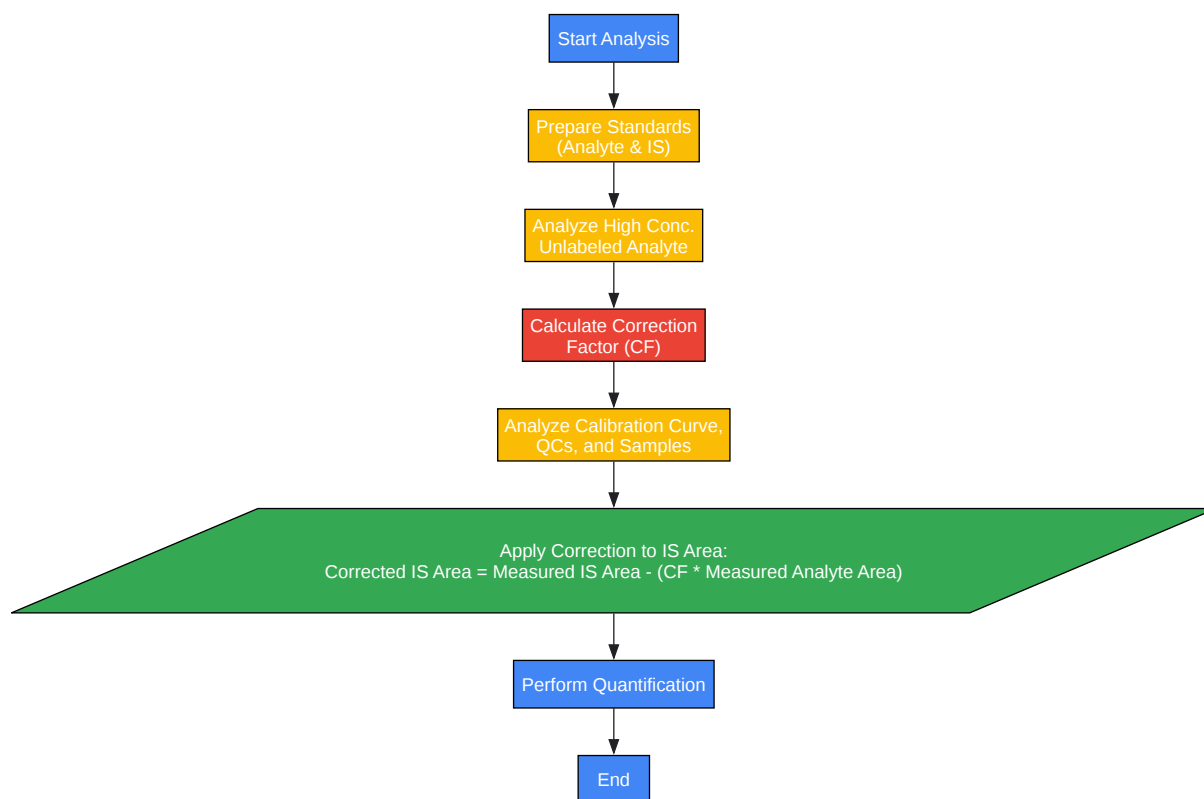 Start Analysis
Prepare Standards
(Analyte & IS)
Analyze High Conc.
Unlabeled Analyte
Calculate Correction
Factor (CF)
Analyze Calibration Curve,
QCs, and Samples
Apply Correction to IS Area:
Corrected IS Area = Measured IS Area - (CF * Measured Analyte Area)
Perform Quantification
End